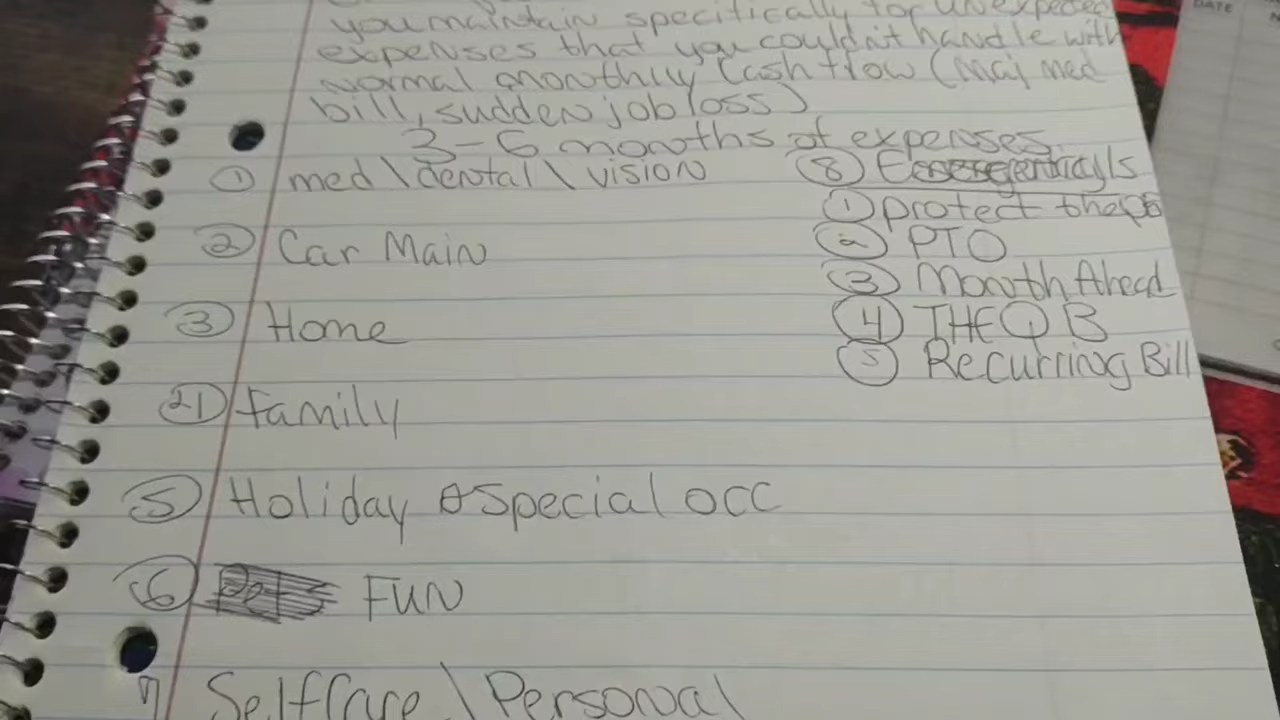 you maintain specifically for unexpected
expenses that you couldn't handle with
normal monthly cash flow (maj med
bill, sudden job loss)
3-6 months of expenses.
① med\dental\vision
② Car Main
③ Home
④ Family
⑤ Holiday & special occ
⑥ FUN
7 Selfcare\Personal
⑧
① protect the
② PTO
③ Month Ahead
④ THE Q B
⑤ Recurring Bill
DATE